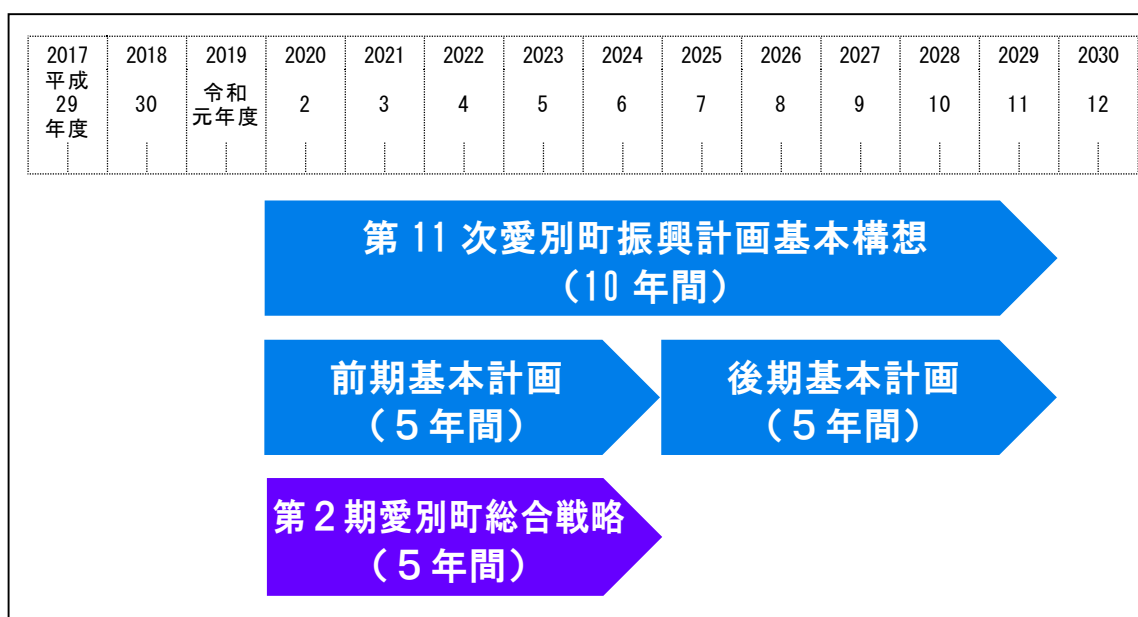 2017 2018 2019 2020 2021 2022 2023 2024 2025 2026 2027 2028 2029 2030
平成
29
年度
30
令和
元年度
2 3 4 5 6 7 8 9 10 11 12
第 11 次愛別町振興計画基本構想
（10 年間）
前期基本計画
（５年間）
後期基本計画
（５年間）
第２期愛別町総合戦略
（５年間）